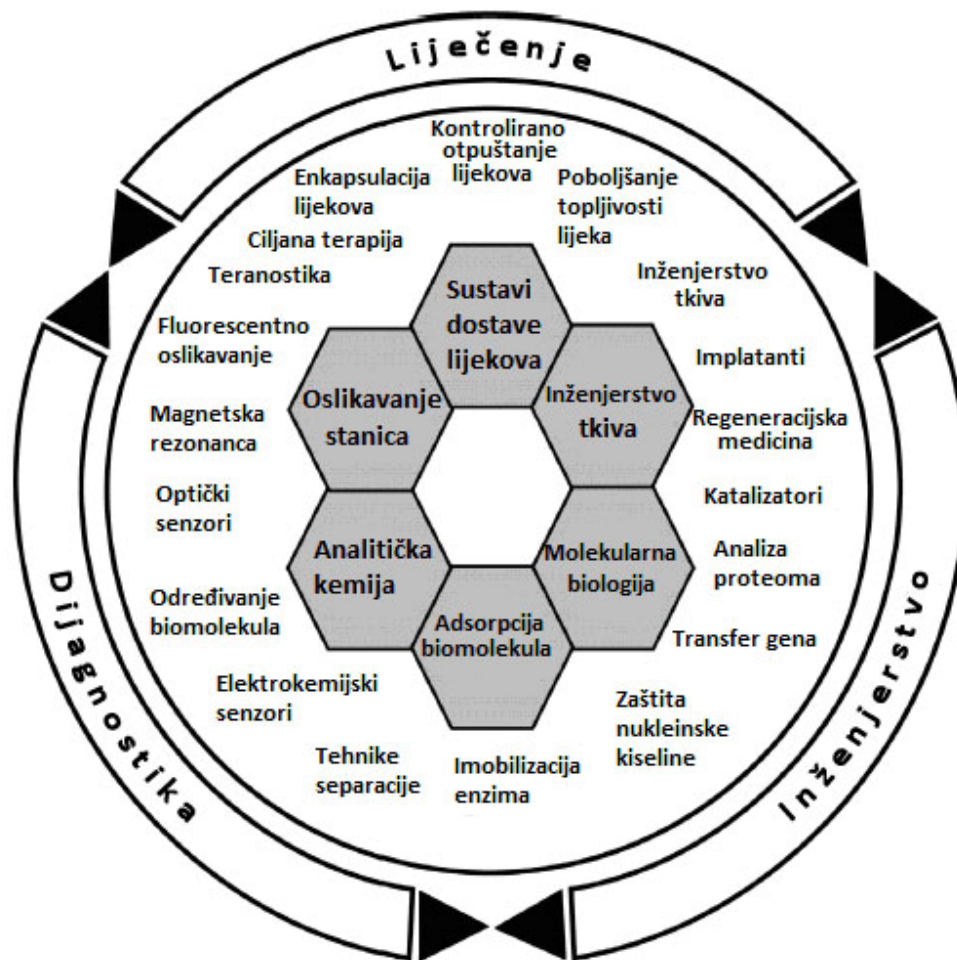 Liječenje
Kontrolirano
otpuštanje
lijekova
Enkapsulacija
lijekova
Poboljšanje
topljivosti
lijeka
Ciljana terapija
Teranostika
Inženjerstvo
tkiva
Fluorescentno
oslikavanje
Implatanti
Magnetska
rezonanca
Regeneracijska
medicina
Optički
senzori
Katalizatori
Analiza
proteoma
Određivanje
biomolekula
Transfer gena
Elektrokemijski
senzori
Zaštita
nukleinske
kiseline
Tehnike
separacije
Imobilizacija
enzima
Sustavi
dostave
lijekova
Oslikavanje
stanica
Inženjerstvo
tkiva
Analitička
kemija
Molekularna
biologija
Adsorpcija
biomolekula
Dijagnostika
Inženjerstvo